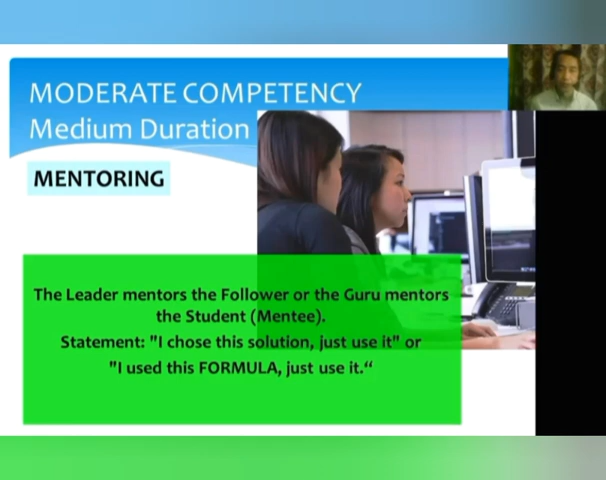 MODERATE COMPETENCY
Medium Duration
MENTORING
The Leader mentors the Follower or the Guru mentors
the Student (Mentee).
Statement: "I chose this solution, just use it" or
"I used this FORMULA, just use it.“